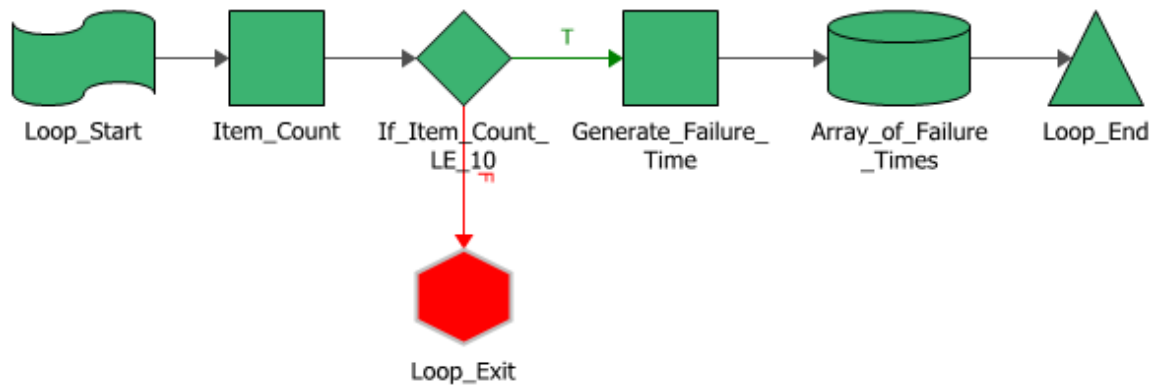 T
Loop_Start
Item_Count
If_Item_Count_
LE_10
Generate_Failure_
Time
Array_of_Failure
_Times
Loop_End
F
Loop_Exit